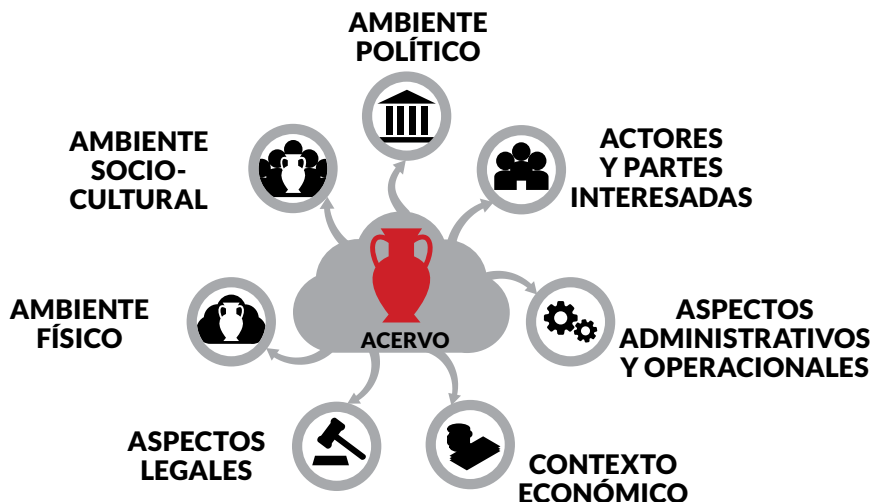 AMBIENTE
POLÍTICO
AMBIENTE
SOCIO-
CULTURAL
ACTORES
Y PARTES
INTERESADAS
AMBIENTE
FÍSICO
ACERVO
ASPECTOS
ADMINISTRATIVOS
Y OPERACIONALES
ASPECTOS
LEGALES
CONTEXTO
ECONÓMICO